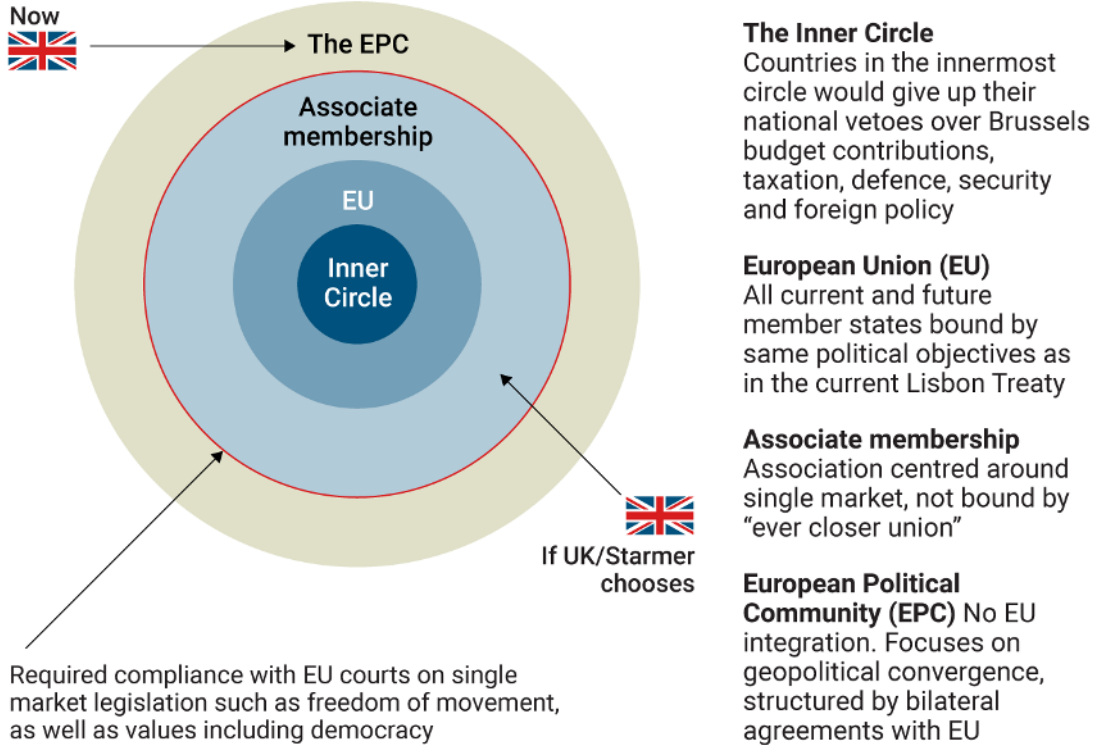 Now
The EPC
Associate
membership
EU
Inner
Circle
If UK/Starmer
chooses
Required compliance with EU courts on single
market legislation such as freedom of movement,
as well as values including democracy
The Inner Circle
Countries in the innermost
circle would give up their
national vetoes over Brussels
budget contributions,
taxation, defence, security
and foreign policy
European Union (EU)
All current and future
member states bound by
same political objectives as
in the current Lisbon Treaty
Associate membership
Association centred around
single market, not bound by
“ever closer union”
European Political
Community (EPC) No EU
integration. Focuses on
geopolitical convergence,
structured by bilateral
agreements with EU